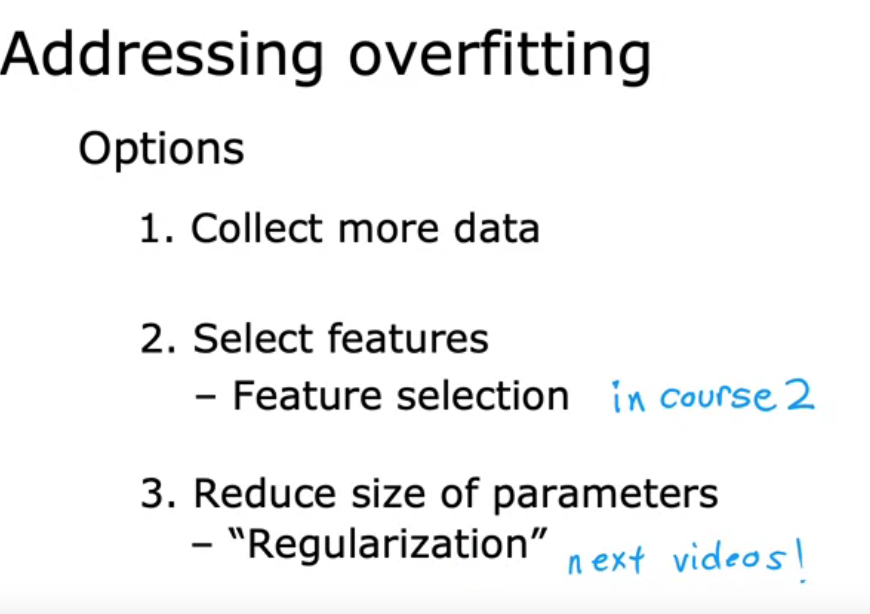 Addressing overfitting
Options
1. Collect more data
2. Select features
– Feature selection in course 2
3. Reduce size of parameters
– “Regularization” next videos!